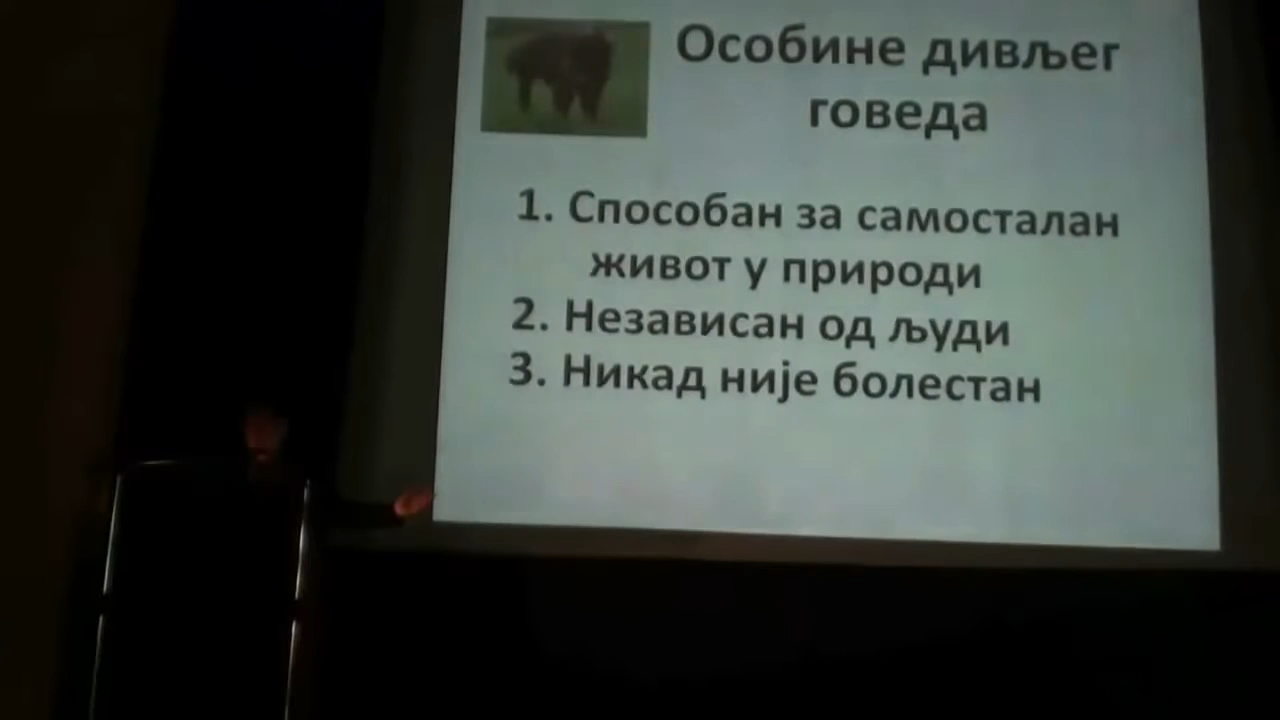 Особине дивљег
говеда
1. Способан за самосталан
живот у природи
2. Независан од људи
3. Никад није болестан